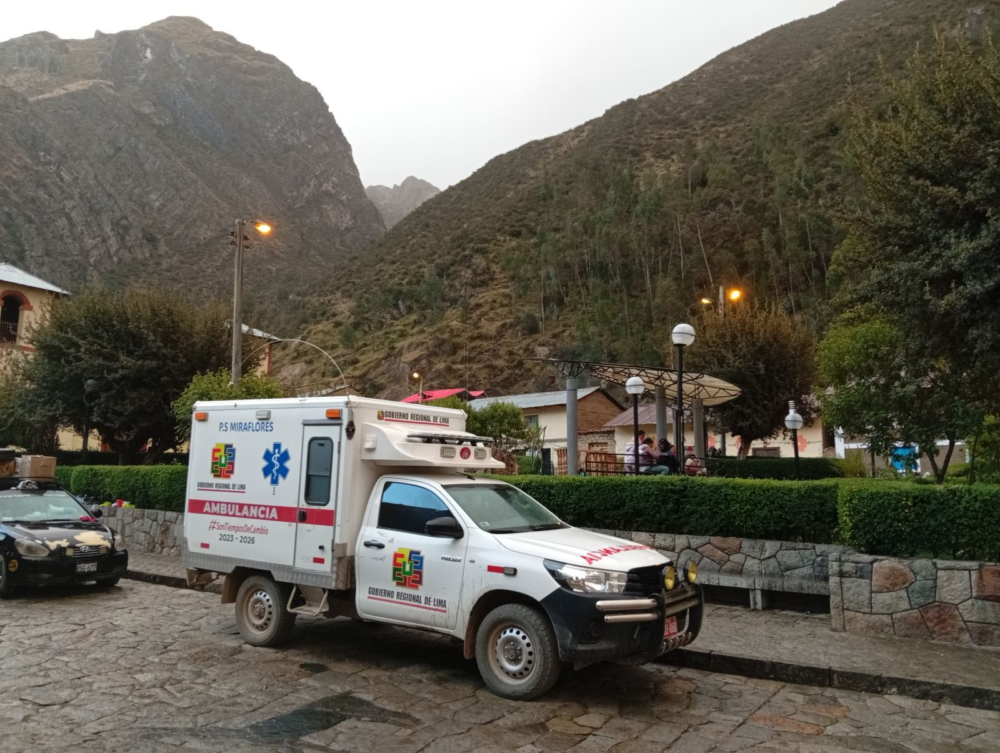 GOBIERNO REGIONAL DE LIMA
P.S MIRAFLORES
GOBIERNO REGIONAL DE LIMA
I
AMBULANCIA
#SonTiemposDeCambio
2023 - 2026
HILUX
GOBIERNO REGIONAL DE LIMA
AMBULANCIA